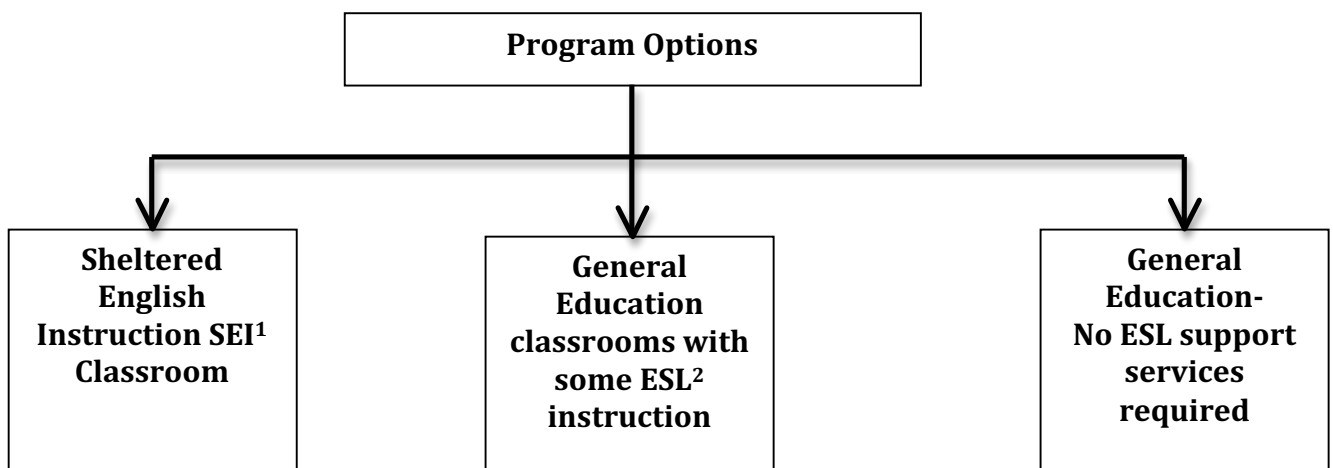 Program Options
Sheltered
English
Instruction SEI¹
Classroom
General
Education
classrooms with
some ESL²
instruction
General
Education-
No ESL support
services
required